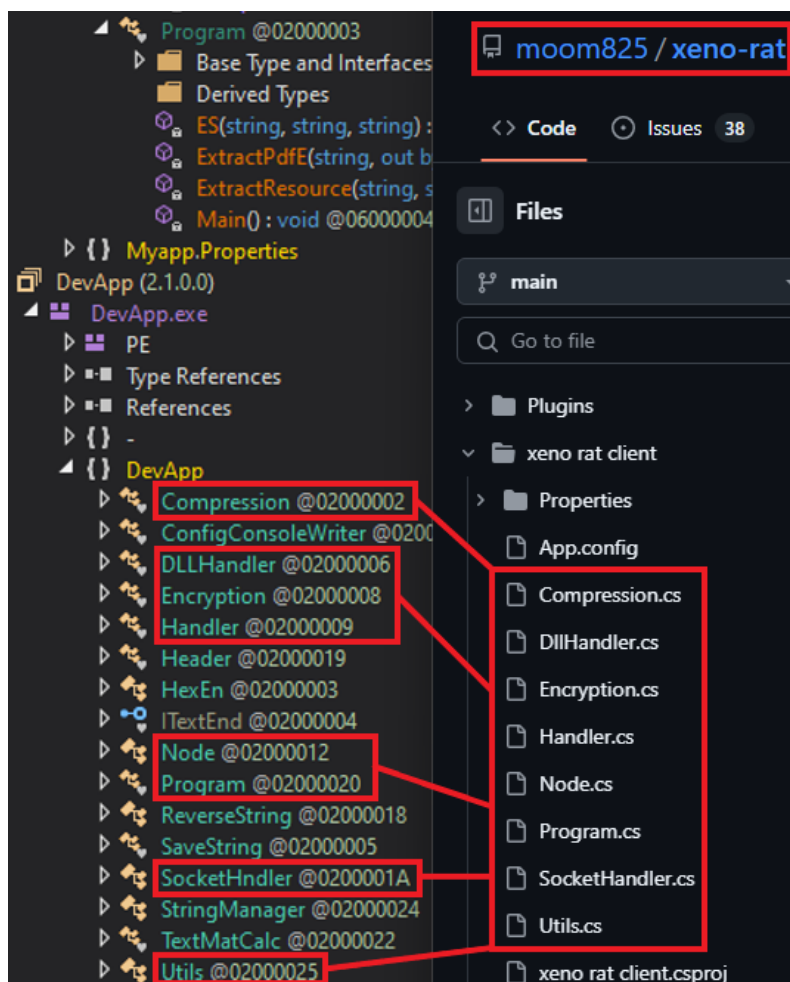 Program @02000003
Base Type and Interfaces
Derived Types
ES(string, string, string) :
ExtractPdfE(string, out b
ExtractResource(string, s
Main() : void @06000004
{ } Myapp.Properties
DevApp (2.1.0.0)
DevApp.exe
PE
Type References
References
{ } -
{ } DevApp
Compression @02000002
ConfigConsoleWriter @0200
DLLHandler @02000006
Encryption @02000008
Handler @02000009
Header @02000019
HexEn @02000003
ITextEnd @02000004
Node @02000012
Program @02000020
ReverseString @02000018
SaveString @02000005
SocketHndler @0200001A
StringManager @02000024
TextMatCalc @02000022
Utils @02000025
moom825 / xeno-rat
<> Code Issues 38
Files
main
Go to file
Plugins
xeno rat client
Properties
App.config
Compression.cs
DllHandler.cs
Encryption.cs
Handler.cs
Node.cs
Program.cs
SocketHandler.cs
Utils.cs
xeno rat client.csproj